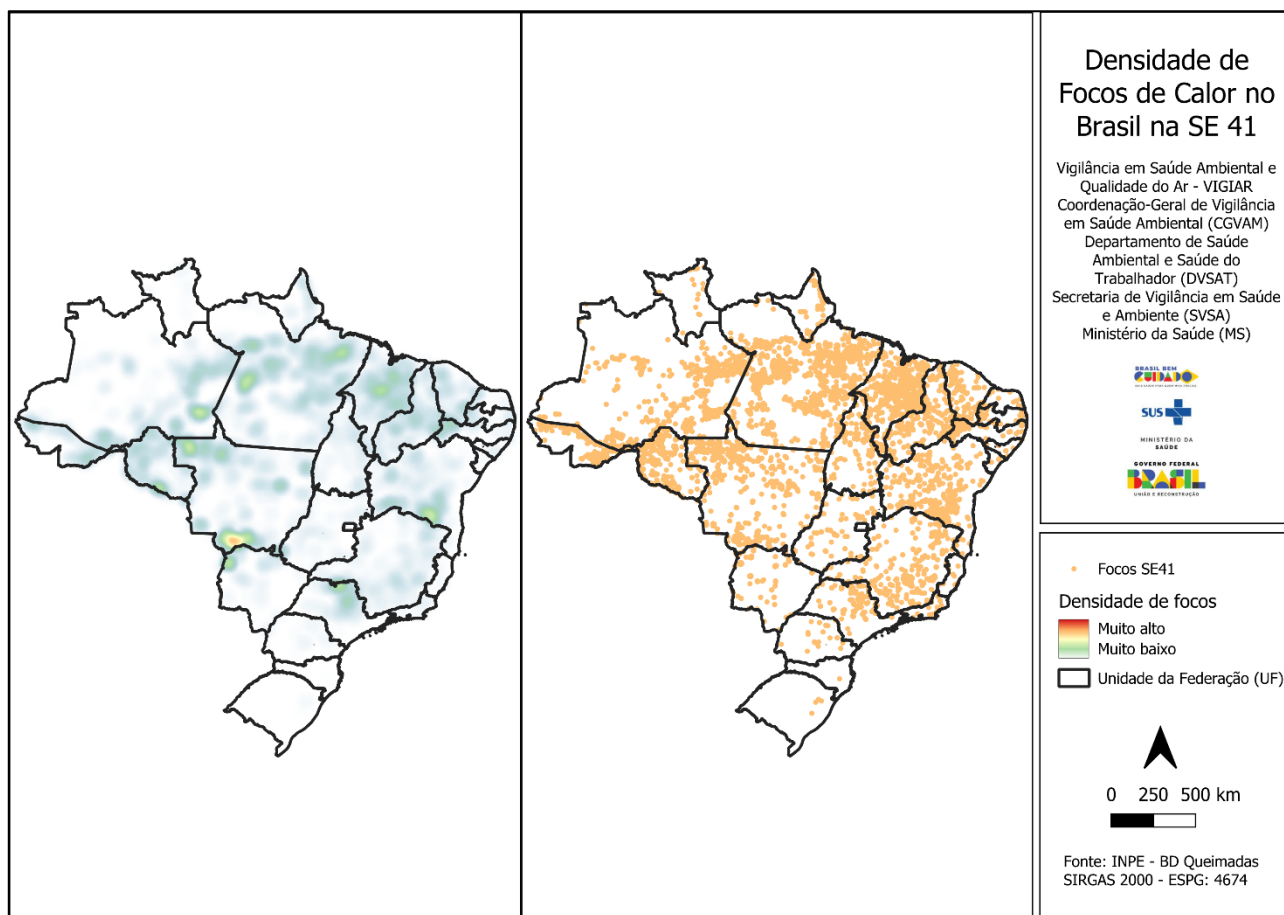 Densidade de
Focos de Calor no
Brasil na SE 41
Vigilância em Saúde Ambiental e
Qualidade do Ar - VIGIAR
Coordenação-Geral de Vigilância
em Saúde Ambiental (CGVAM)
Departamento de Saúde
Ambiental e Saúde do
Trabalhador (DVSAT)
Secretaria de Vigilância em Saúde
e Ambiente (SVSA)
Ministério da Saúde (MS)
BRASIL BEM
CUIDADO
SUS
MINISTÉRIO DA
SAÚDE
GOVERNO FEDERAL
BRASIL
UNIÃO E RECONSTRUÇÃO
Focos SE41
Densidade de focos
Muito alto
Muito baixo
Unidade da Federação (UF)
0 250 500 km
Fonte: INPE - BD Queimadas
SIRGAS 2000 - ESPG: 4674